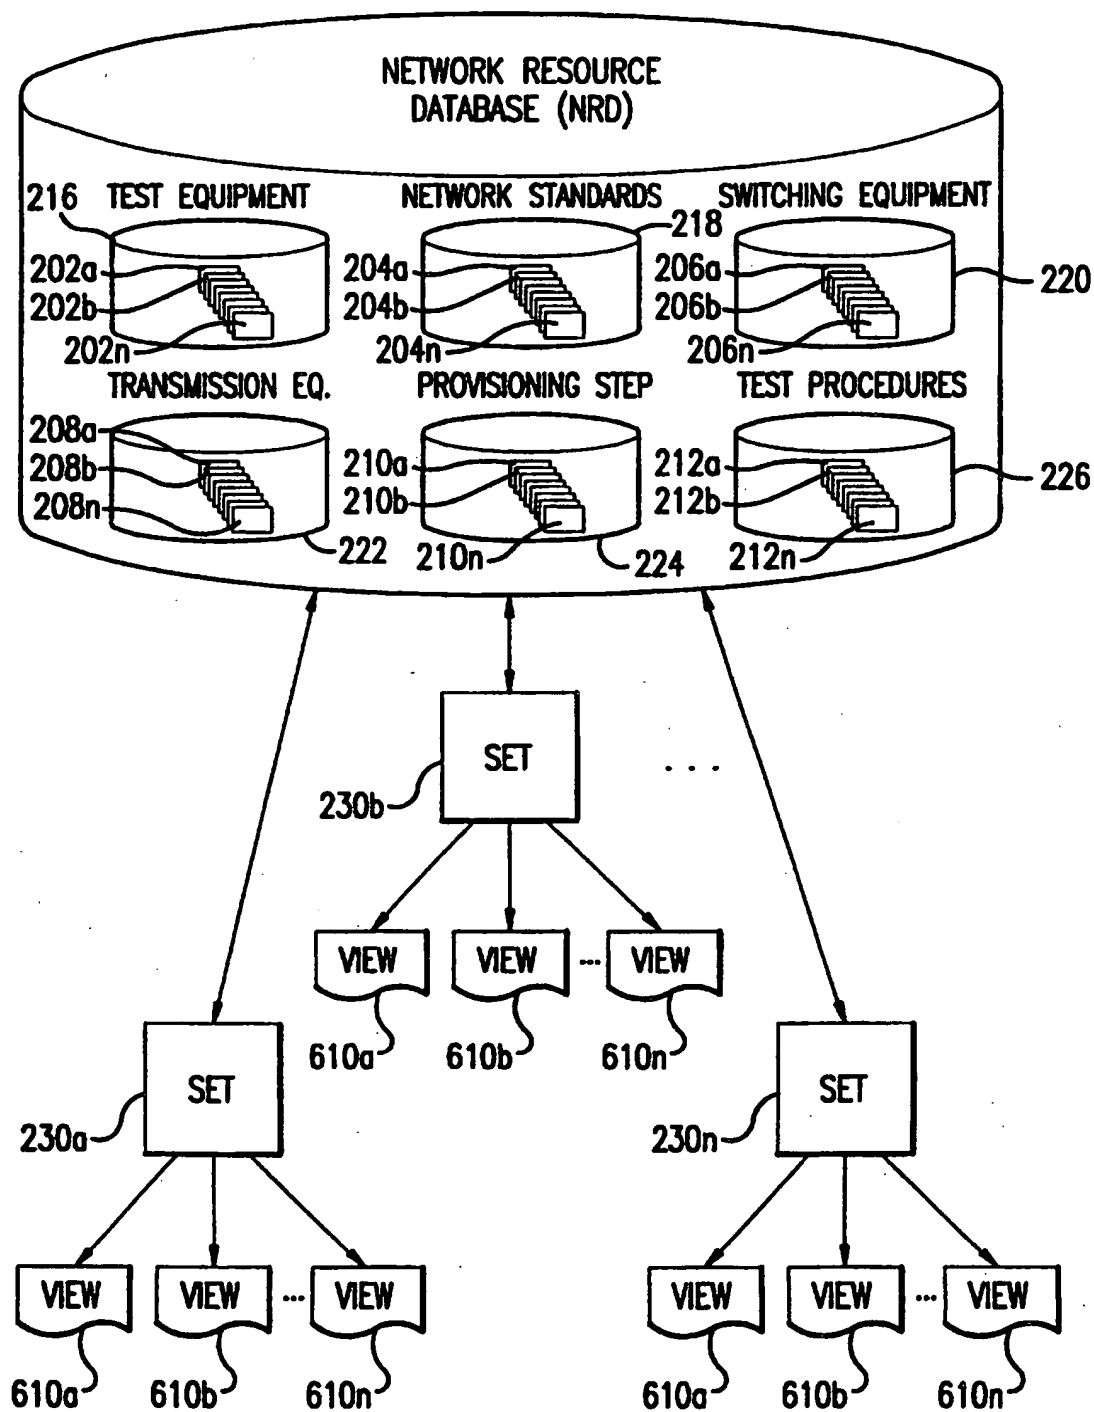 NETWORK RESOURCE
DATABASE (NRD)
TEST EQUIPMENT
NETWORK STANDARDS
SWITCHING EQUIPMENT
216
218
220
202a
202b
202n
204a
204b
204n
206a
206b
206n
TRANSMISSION EQ.
PROVISIONING STEP
TEST PROCEDURES
208a
208b
208n
222
210a
210b
210n
224
212a
212b
212n
226
SET
230b
. . .
VIEW
VIEW
...
VIEW
610a
610b
610n
SET
230a
SET
230n
VIEW
VIEW
...
VIEW
VIEW
VIEW
...
VIEW
610a
610b
610n
610a
610b
610n